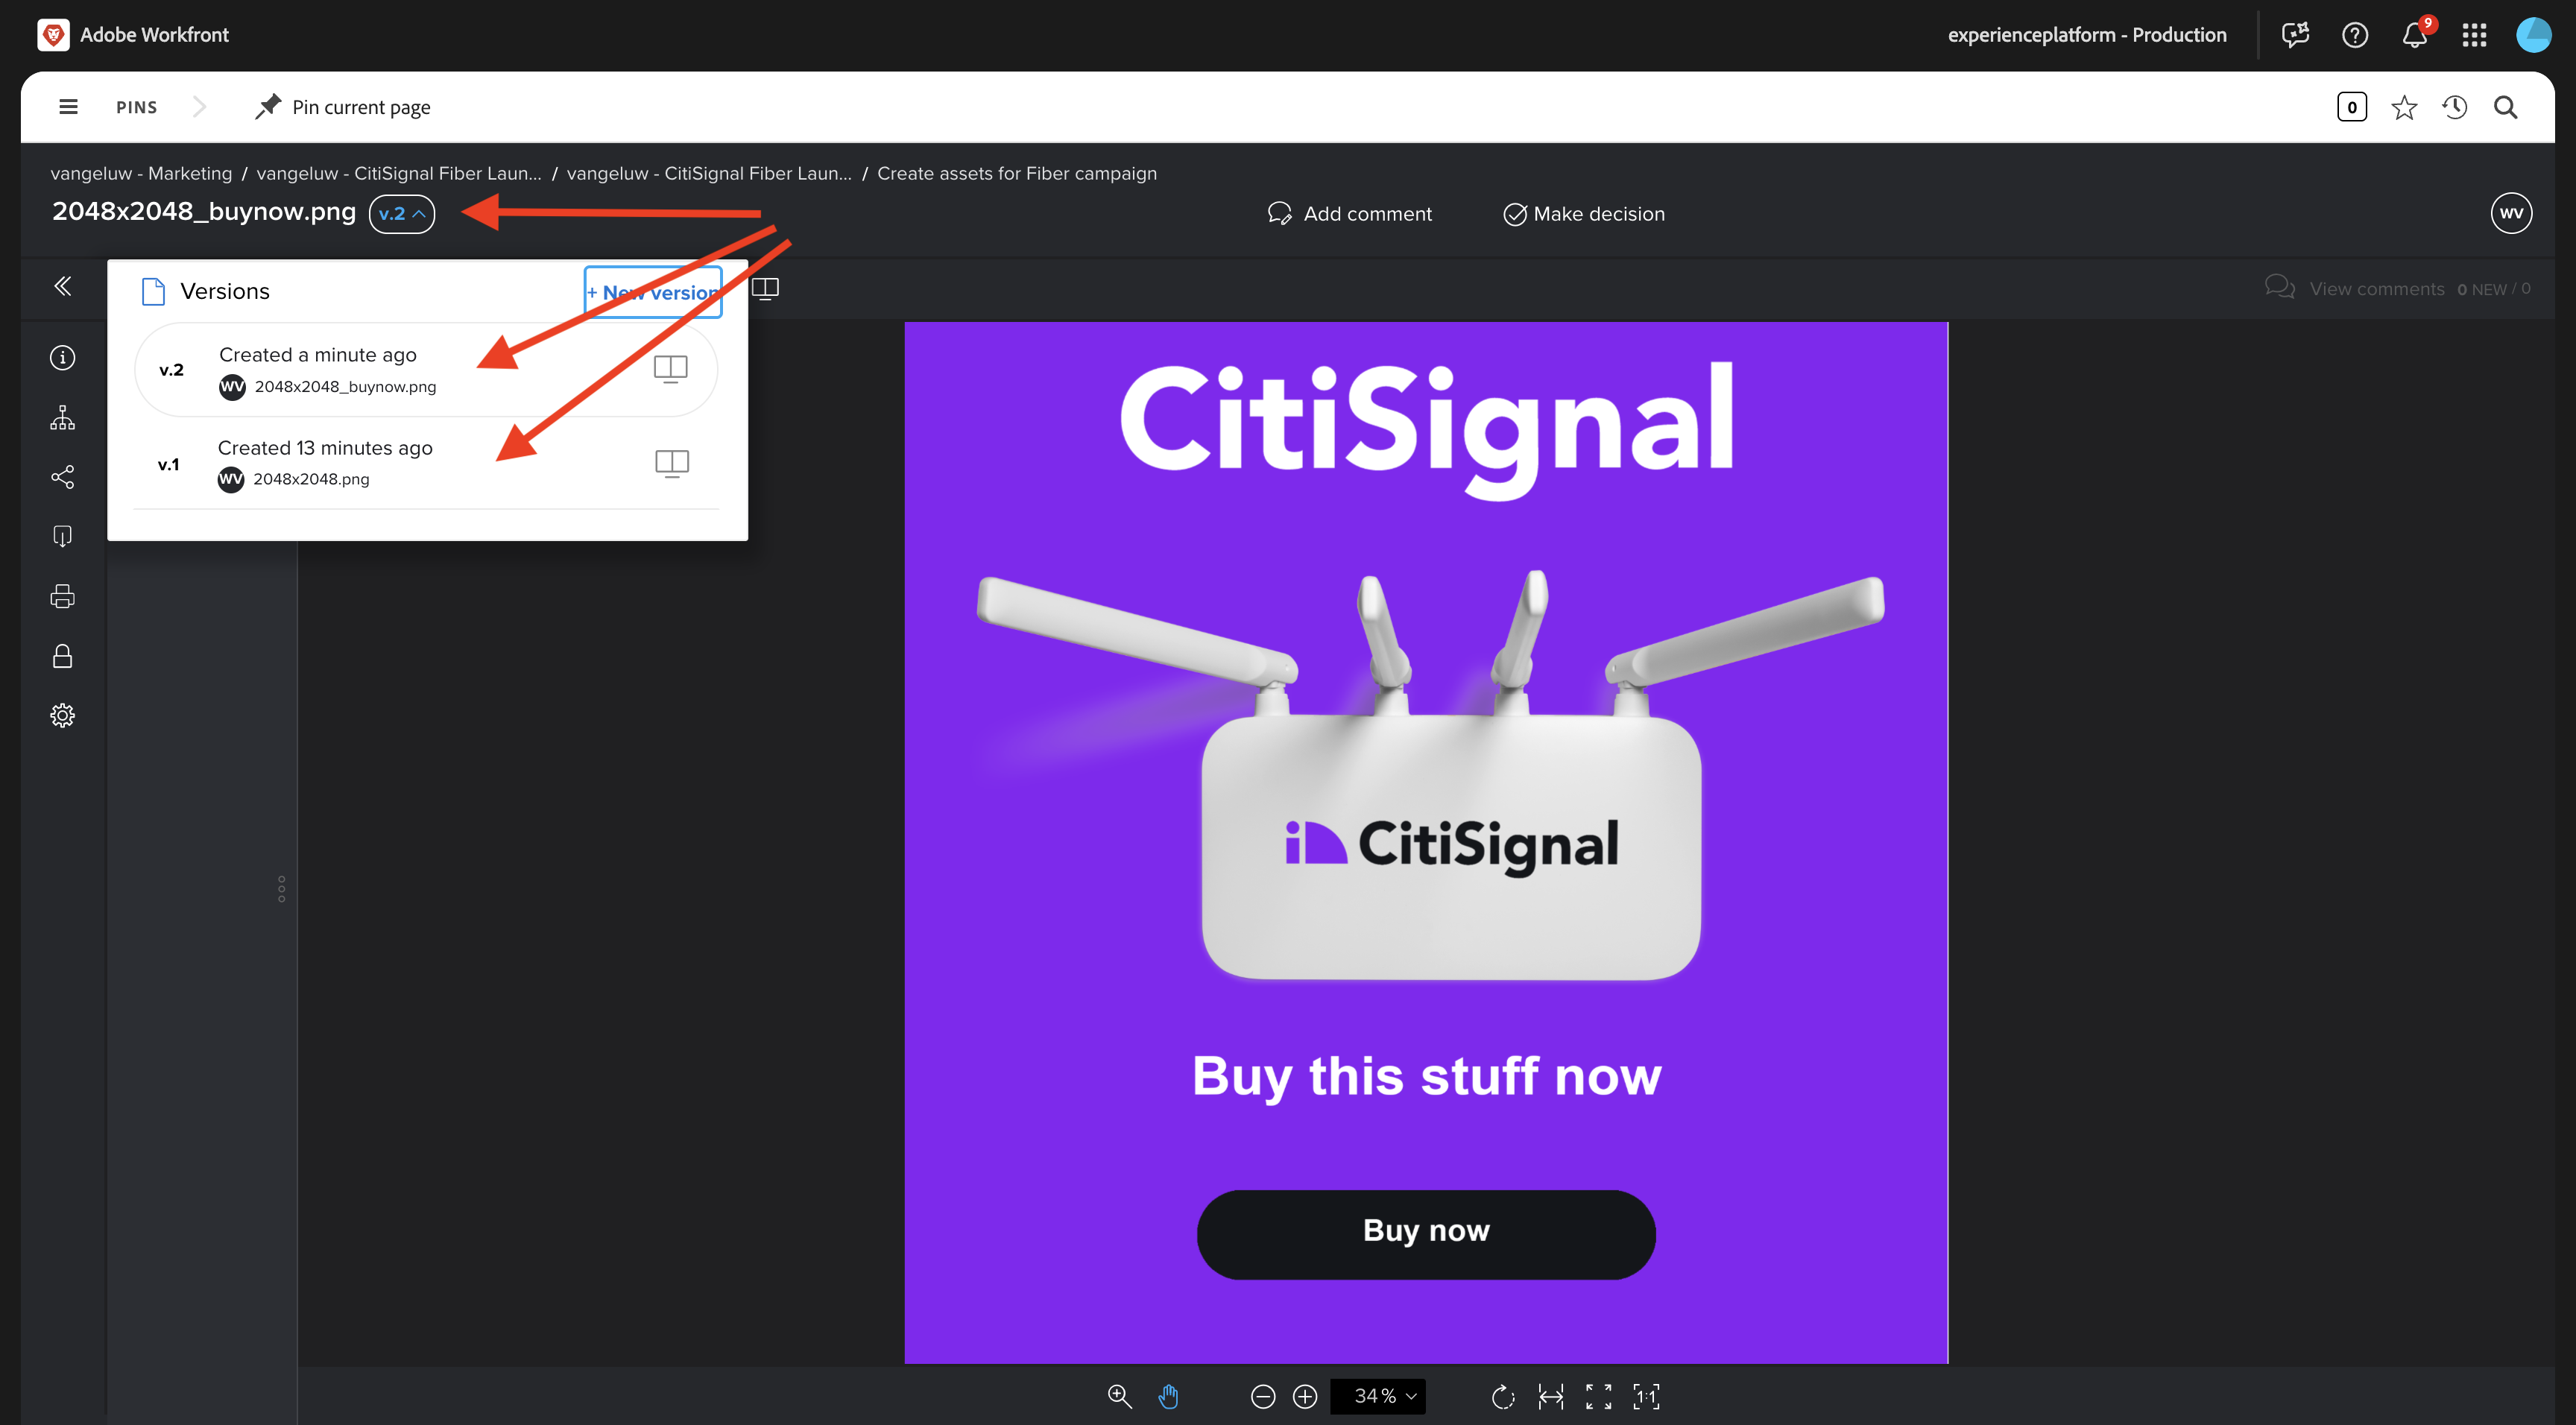 Adobe Workfront
experienceplatform - Production
9
PINS
Pin current page
0
vangeluw - Marketing / vangeluw - CitiSignal Fiber Laun... / vangeluw - CitiSignal Fiber Laun... / Create assets for Fiber campaign
2048x2048_buynow.png
v.2
Add comment
Make decision
WV
Versions
+ New version
View comments 0 NEW / 0
v.2
Created a minute ago
WV 2048x2048_buynow.png
v.1
Created 13 minutes ago
WV 2048x2048.png
CitiSignal
CitiSignal
Buy this stuff now
Buy now
34%
1:1